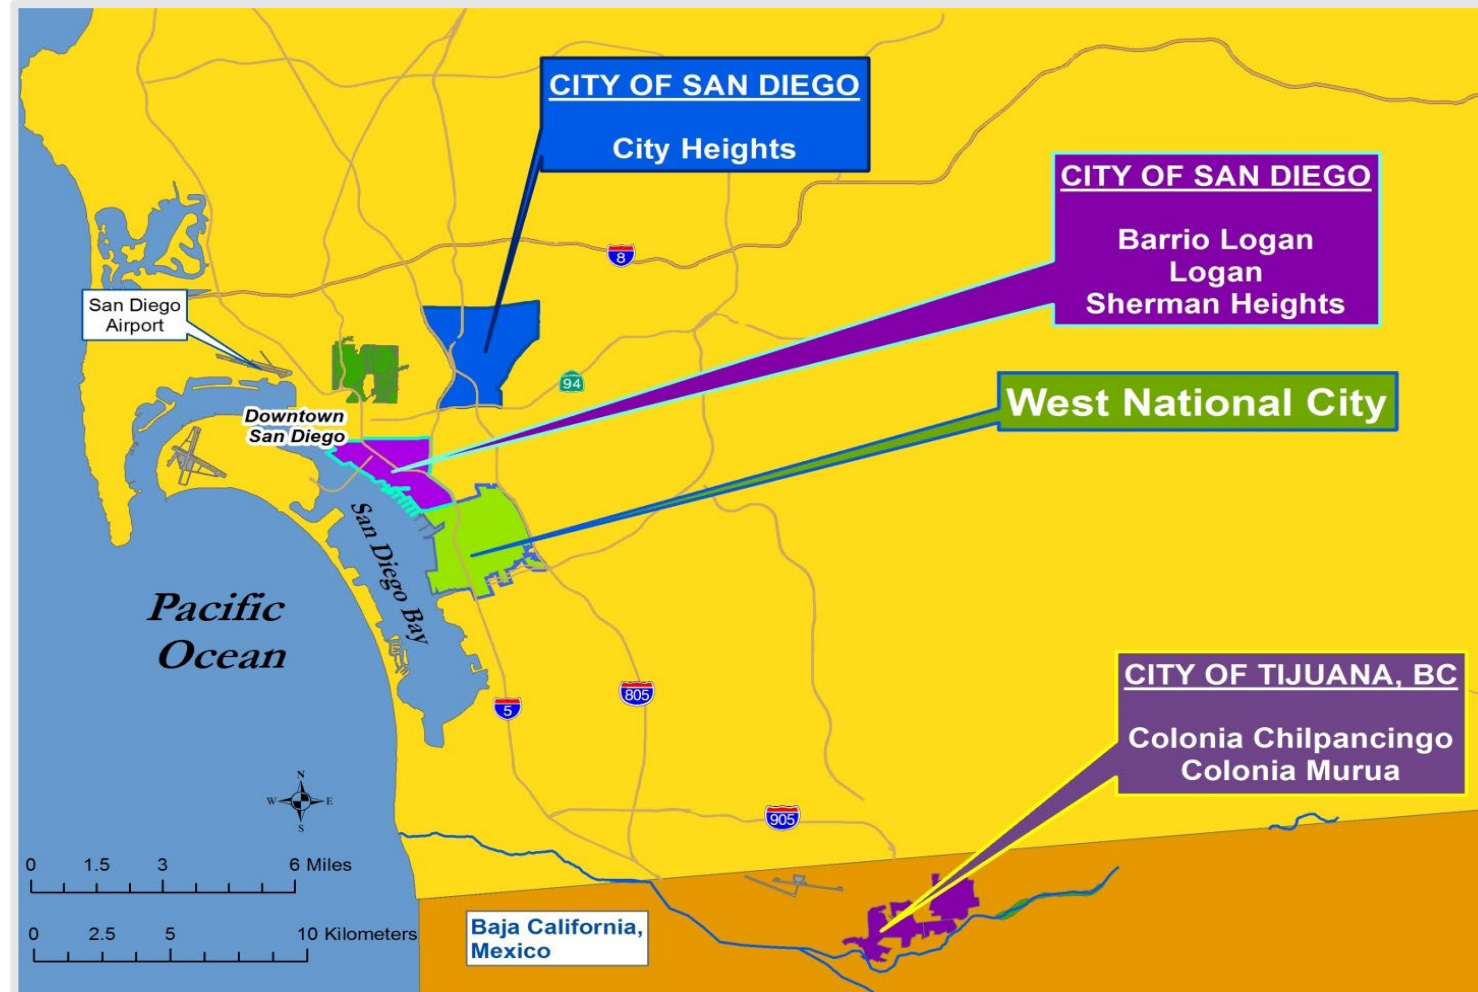 CITY OF SAN DIEGO
City Heights
CITY OF SAN DIEGO
Barrio Logan
Logan
Sherman Heights
8
San Diego
Airport
94
West National City
Downtown
San Diego
San Diego Bay
Pacific
Ocean
CITY OF TIJUANA, BC
Colonia Chilpancingo
Colonia Murua
805
5
905
N
W E
S
0 1.5 3 6 Miles
0 2.5 5 10 Kilometers
Baja California,
Mexico